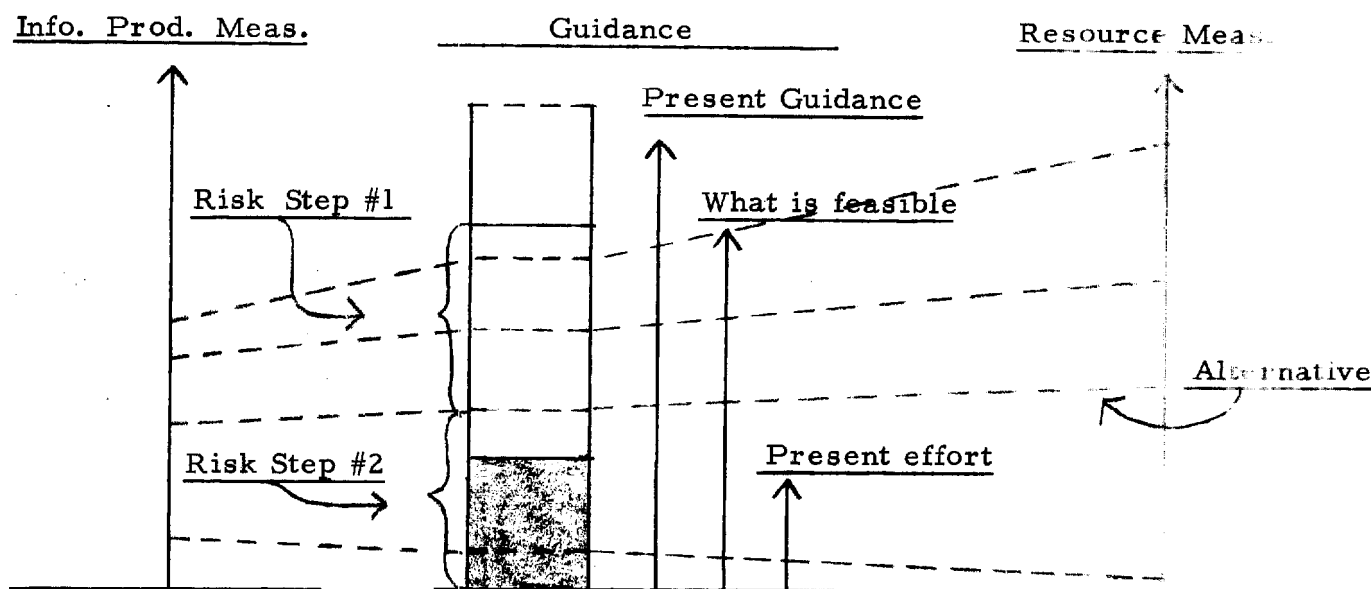 Info. Prod. Meas.
Guidance
Resource Meas.
Present Guidance
Risk Step #1
What is feasible
Alternative
Risk Step #2
Present effort